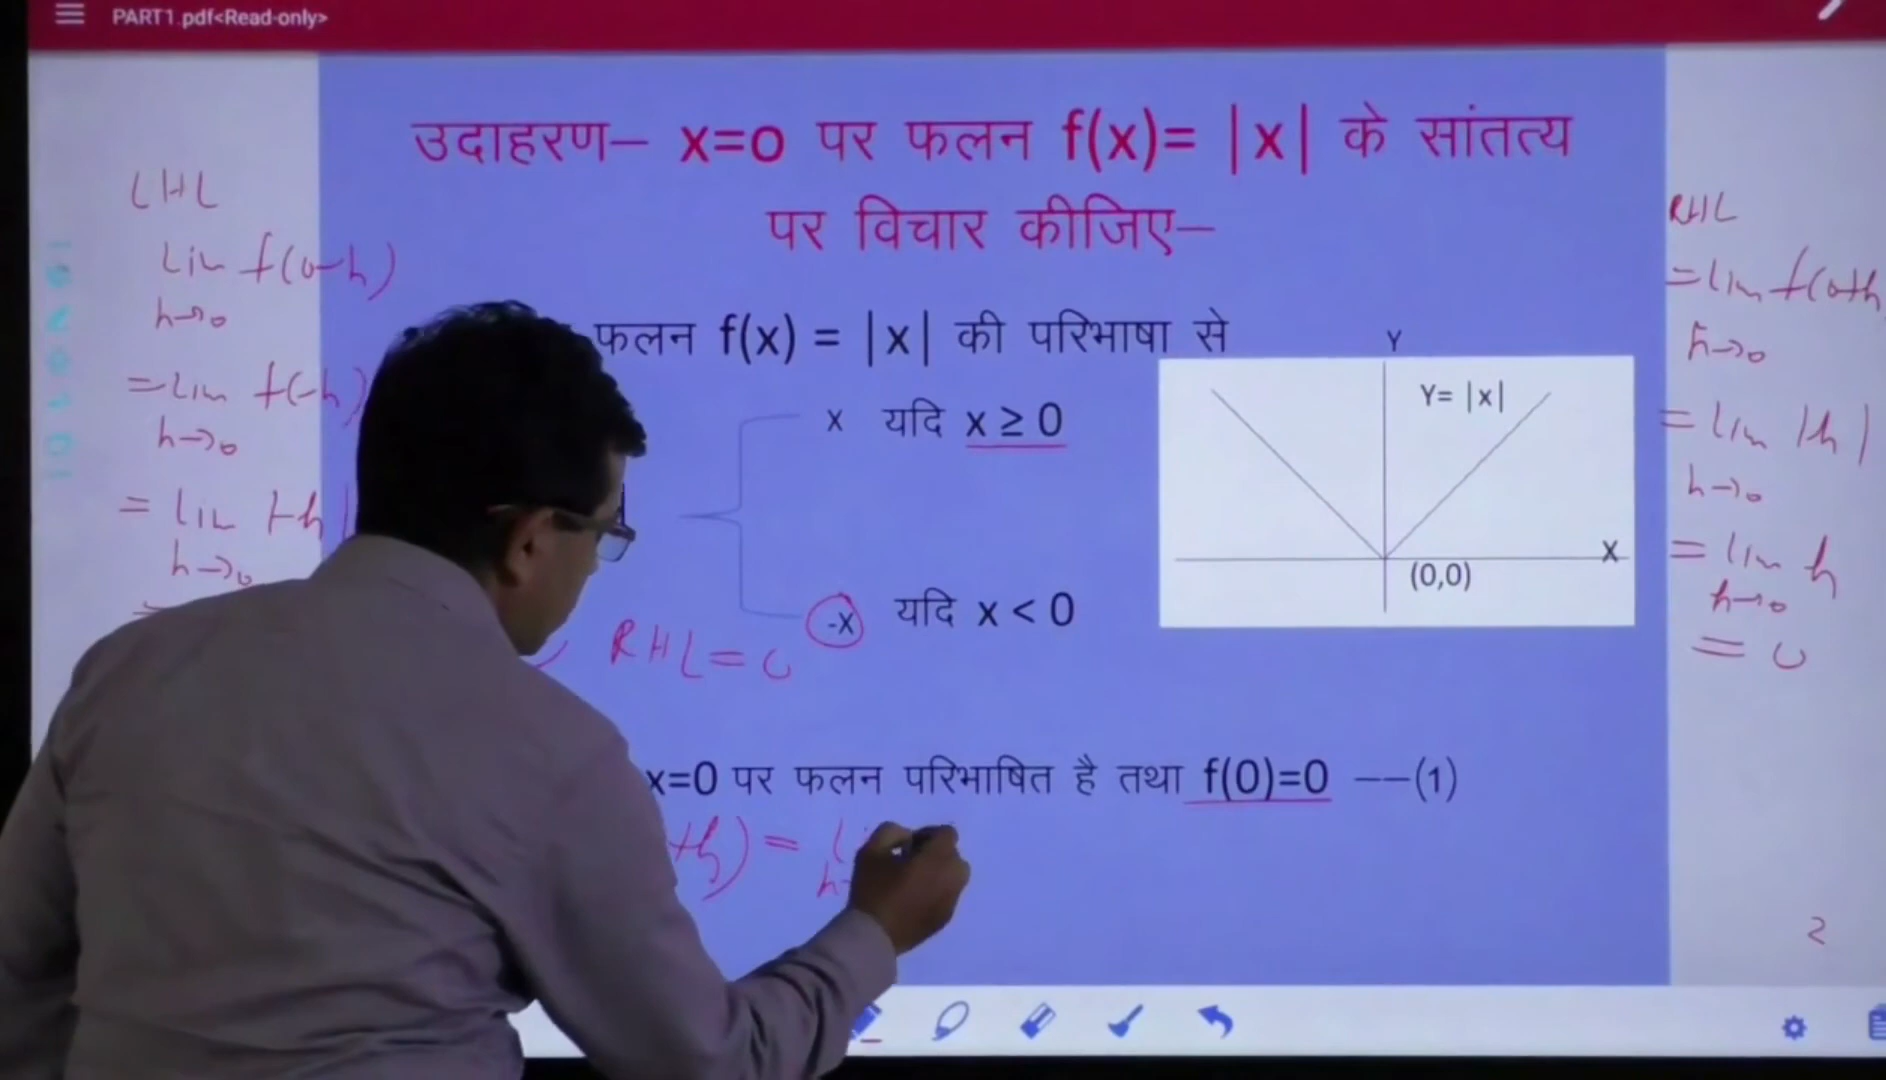 PART1.pdf<Read-only>
उदाहरण– x=o पर फलन f(x)= |x| के सांतत्य
पर विचार कीजिए–
LHL
Lim f(0-h)
h→0
=Lim f(-h)
h→0
= Lim |-h|
h→0
=
फलन f(x) = |x| की परिभाषा से
x यदि x ≥ 0
-x यदि x < 0
RHL=0
Y
Y= |x|
X
(0,0)
RHL
=Lim f(0+h
h→0
= Lim |h|
h→0
= Lim h
h→0
= 0
x=0 पर फलन परिभाषित है तथा f(0)=0 ––(1)
+h) =
h
2